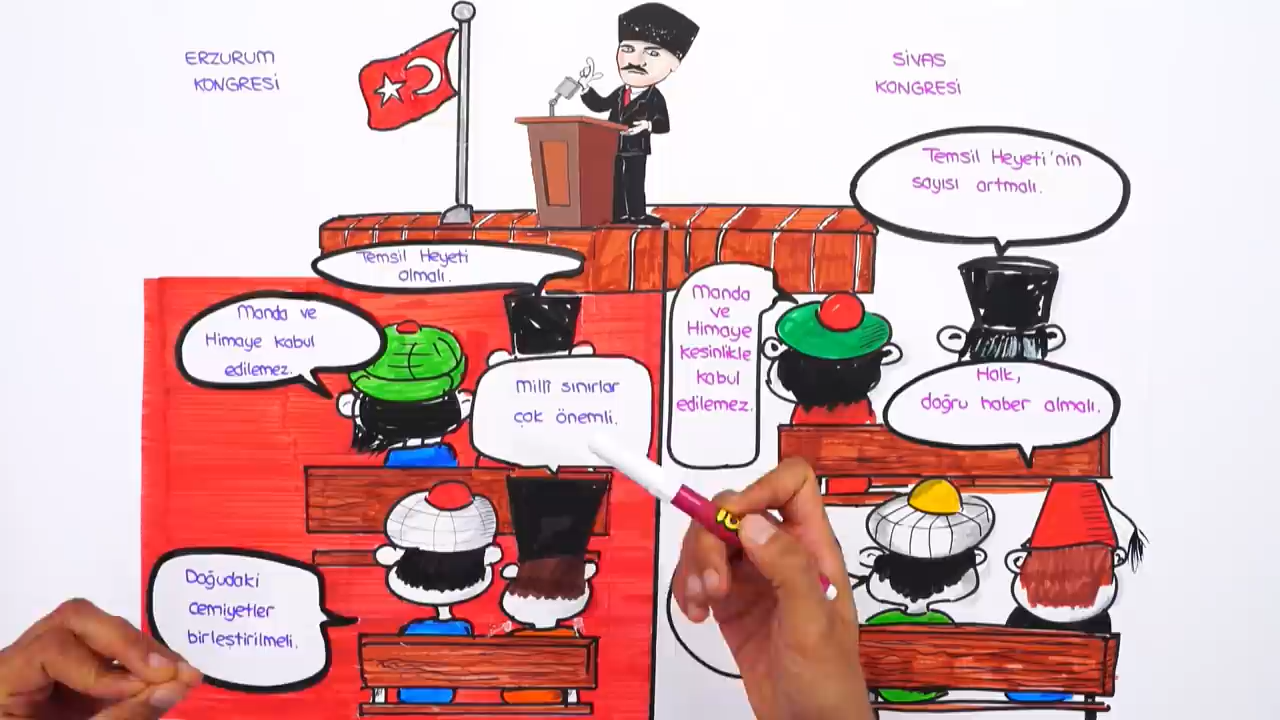 ERZURUM
KONGRESİ
SİVAS
KONGRESİ
Temsil Heyeti'nin
sayısı artmalı.
Temsil Heyeti
olmalı.
Manda ve
Himaye kabul
edilemez.
Millî sınırlar
çok önemli.
Doğudaki
cemiyetler
birleştirilmeli.
Manda
ve
Himaye
kesinlikle
kabul
edilemez.
Halk,
doğru haber almalı.